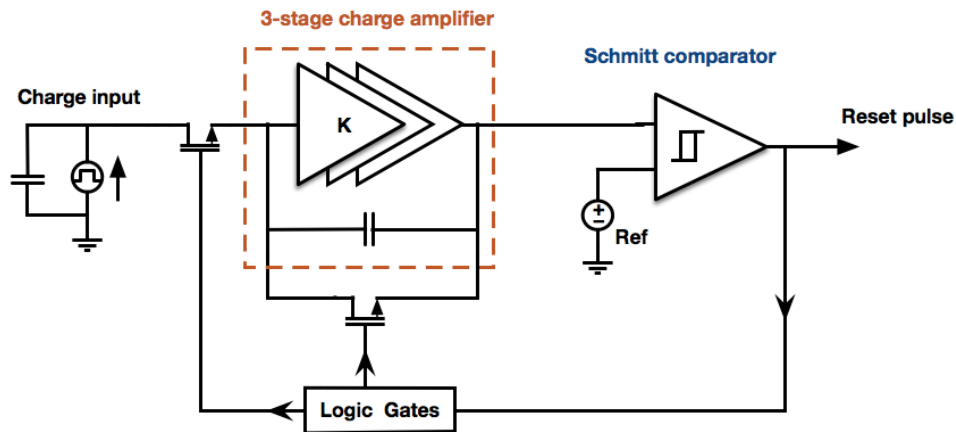 3-stage charge amplifier
Schmitt comparator
Charge input
K
Reset pulse
Ref
Logic Gates